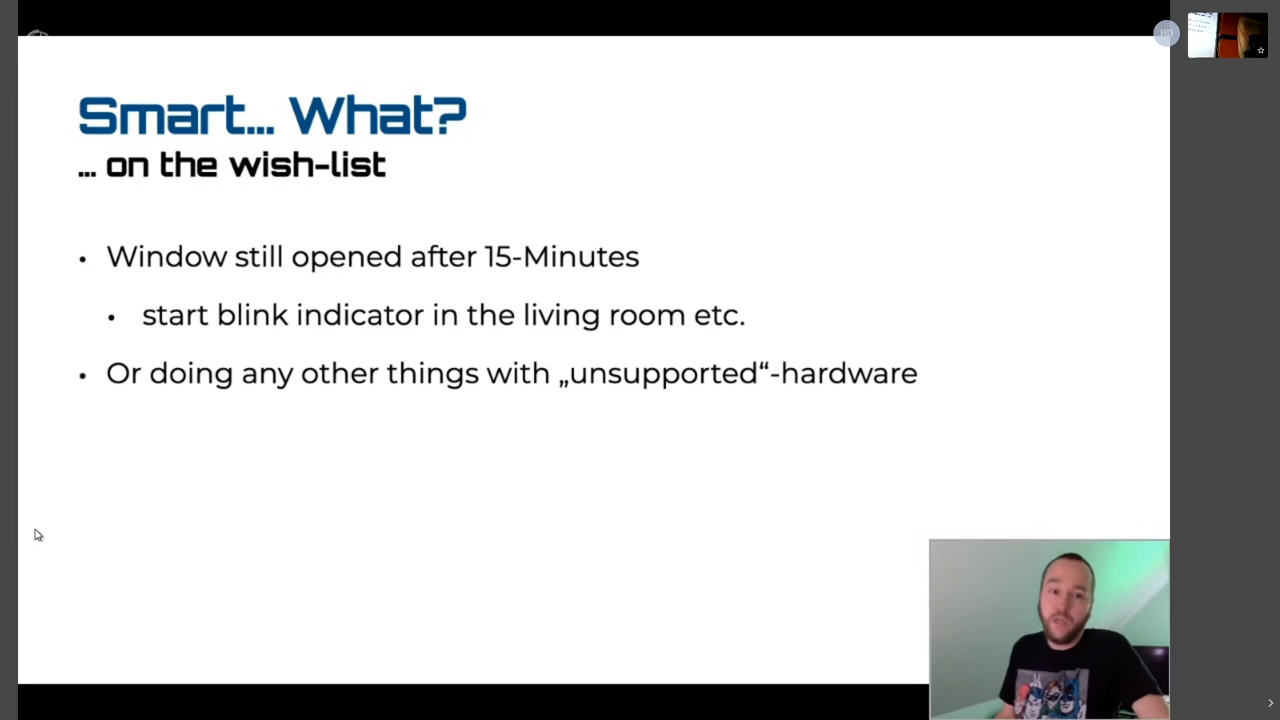 HD
Smart... What?
... on the wish-list
• Window still opened after 15-Minutes
• start blink indicator in the living room etc.
• Or doing any other things with „unsupported“-hardware